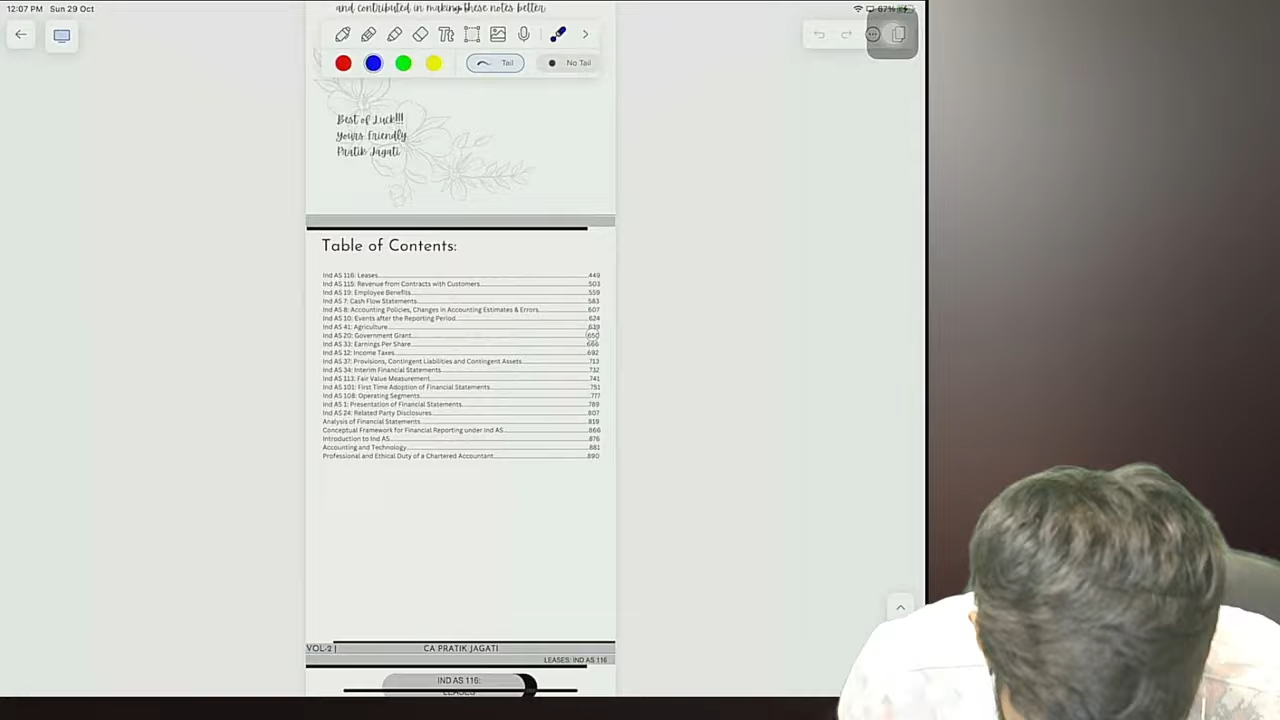 12:07 PM Sun 29 Oct
67%
and contributed in making these notes better
Tail
No Tail
Best of Luck!!!
Yours Friendly
Pratik Jagati
Table of Contents:
Ind AS 116: Leases 449
Ind AS 115: Revenue from Contracts with Customers 503
Ind AS 19: Employee Benefits 559
Ind AS 7: Cash Flow Statements 583
Ind AS 8: Accounting Policies, Changes in Accounting Estimates & Errors 607
Ind AS 10: Events after the Reporting Period 624
Ind AS 41: Agriculture 639
Ind AS 20: Government Grant 650
Ind AS 33: Earnings Per Share 666
Ind AS 12: Income Taxes 692
Ind AS 37: Provisions, Contingent Liabilities and Contingent Assets 713
Ind AS 34: Interim Financial Statements 732
Ind AS 113: Fair Value Measurement 741
Ind AS 101: First Time Adoption of Financial Statements 751
Ind AS 108: Operating Segments 777
Ind AS 1: Presentation of Financial Statements 789
Ind AS 24: Related Party Disclosures 807
Analysis of Financial Statements 819
Conceptual Framework for Financial Reporting under Ind AS 866
Introduction to Ind AS 876
Accounting and Technology 881
Professional and Ethical Duty of a Chartered Accountant 890
VOL-2 | CA PRATIK JAGATI
LEASES: IND AS 116
IND AS 116:
LEASES